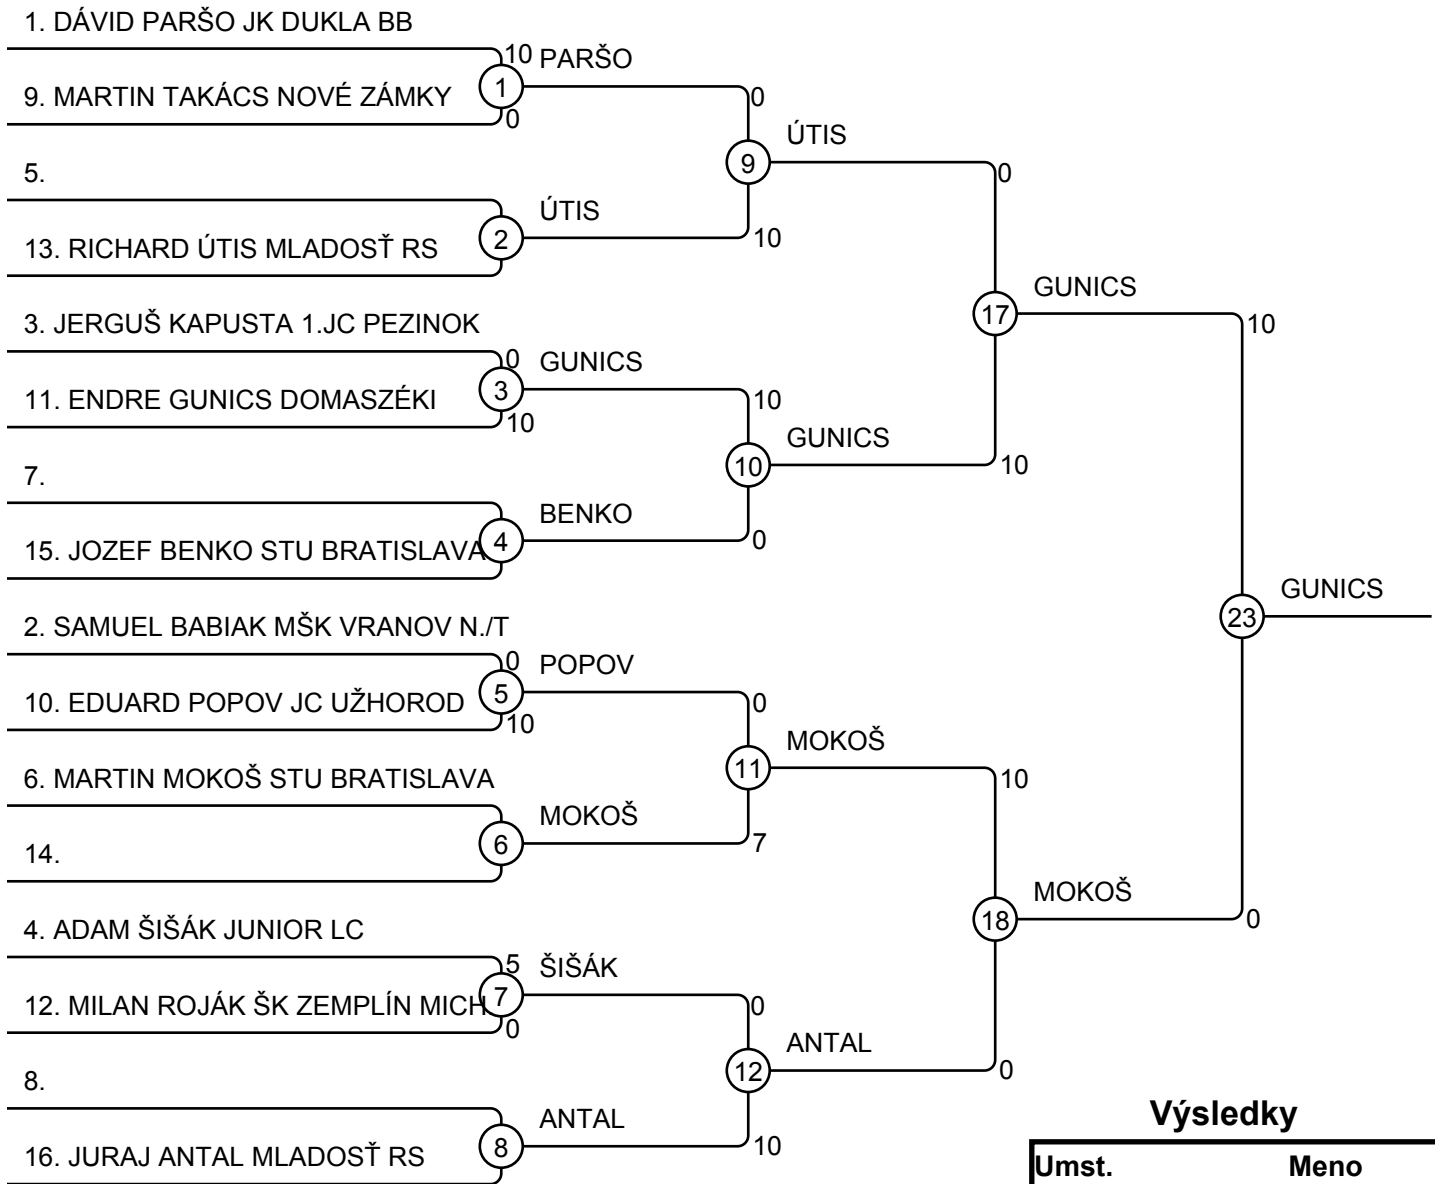 1. DÁVID PARŠO JK DUKLA BB
10 PARŠO
1
9. MARTIN TAKÁCS NOVÉ ZÁMKY
0
0
ÚTIS
9
5.
0
ÚTIS
2
10
13. RICHARD ÚTIS MLADOSŤ RS
GUNICS
17
3. JERGUŠ KAPUSTA 1.JC PEZINOK
10
0 GUNICS
3
11. ENDRE GUNICS DOMASZÉKI
10
10
GUNICS
10
10
7.
BENKO
4
0
15. JOZEF BENKO STU BRATISLAVA
GUNICS
23
2. SAMUEL BABIAK MŠK VRANOV N./T
0 POPOV
5
10. EDUARD POPOV JC UŽHOROD
0
10
MOKOŠ
11
6. MARTIN MOKOŠ STU BRATISLAVA
10
MOKOŠ
6
7
14.
MOKOŠ
18
0
4. ADAM ŠIŠÁK JUNIOR LC
5 ŠIŠÁK
7
12. MILAN ROJÁK ŠK ZEMPLÍN MICH
0
0
ANTAL
12
0
8.
ANTAL
8
10
16. JURAJ ANTAL MLADOSŤ RS
Výsledky
Umst. Meno